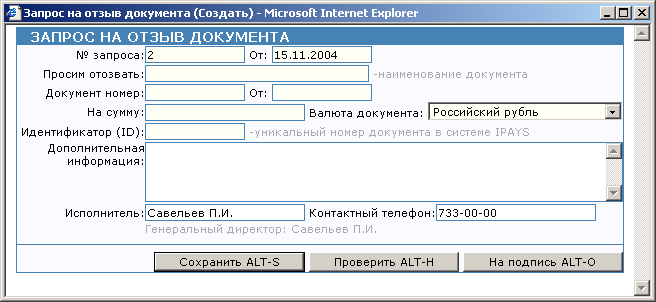 Запрос на отзыв документа (Создать) - Microsoft Internet Explorer
ЗАПРОС НА ОТЗЫВ ДОКУМЕНТА
№ запроса: 2 От: 15.11.2004
Просим отозвать: -наименование документа
Документ номер: От:
На сумму: Валюта документа: Российский рубль
Идентификатор (ID): -уникальный номер документа в системе IPAYS
Дополнительная
информация:
Исполнитель: Савельев П.И. Контактный телефон: 733-00-00
Генеральный директор: Савельев П.И.
Сохранить ALT-S Проверить ALT-H На подпись ALT-O